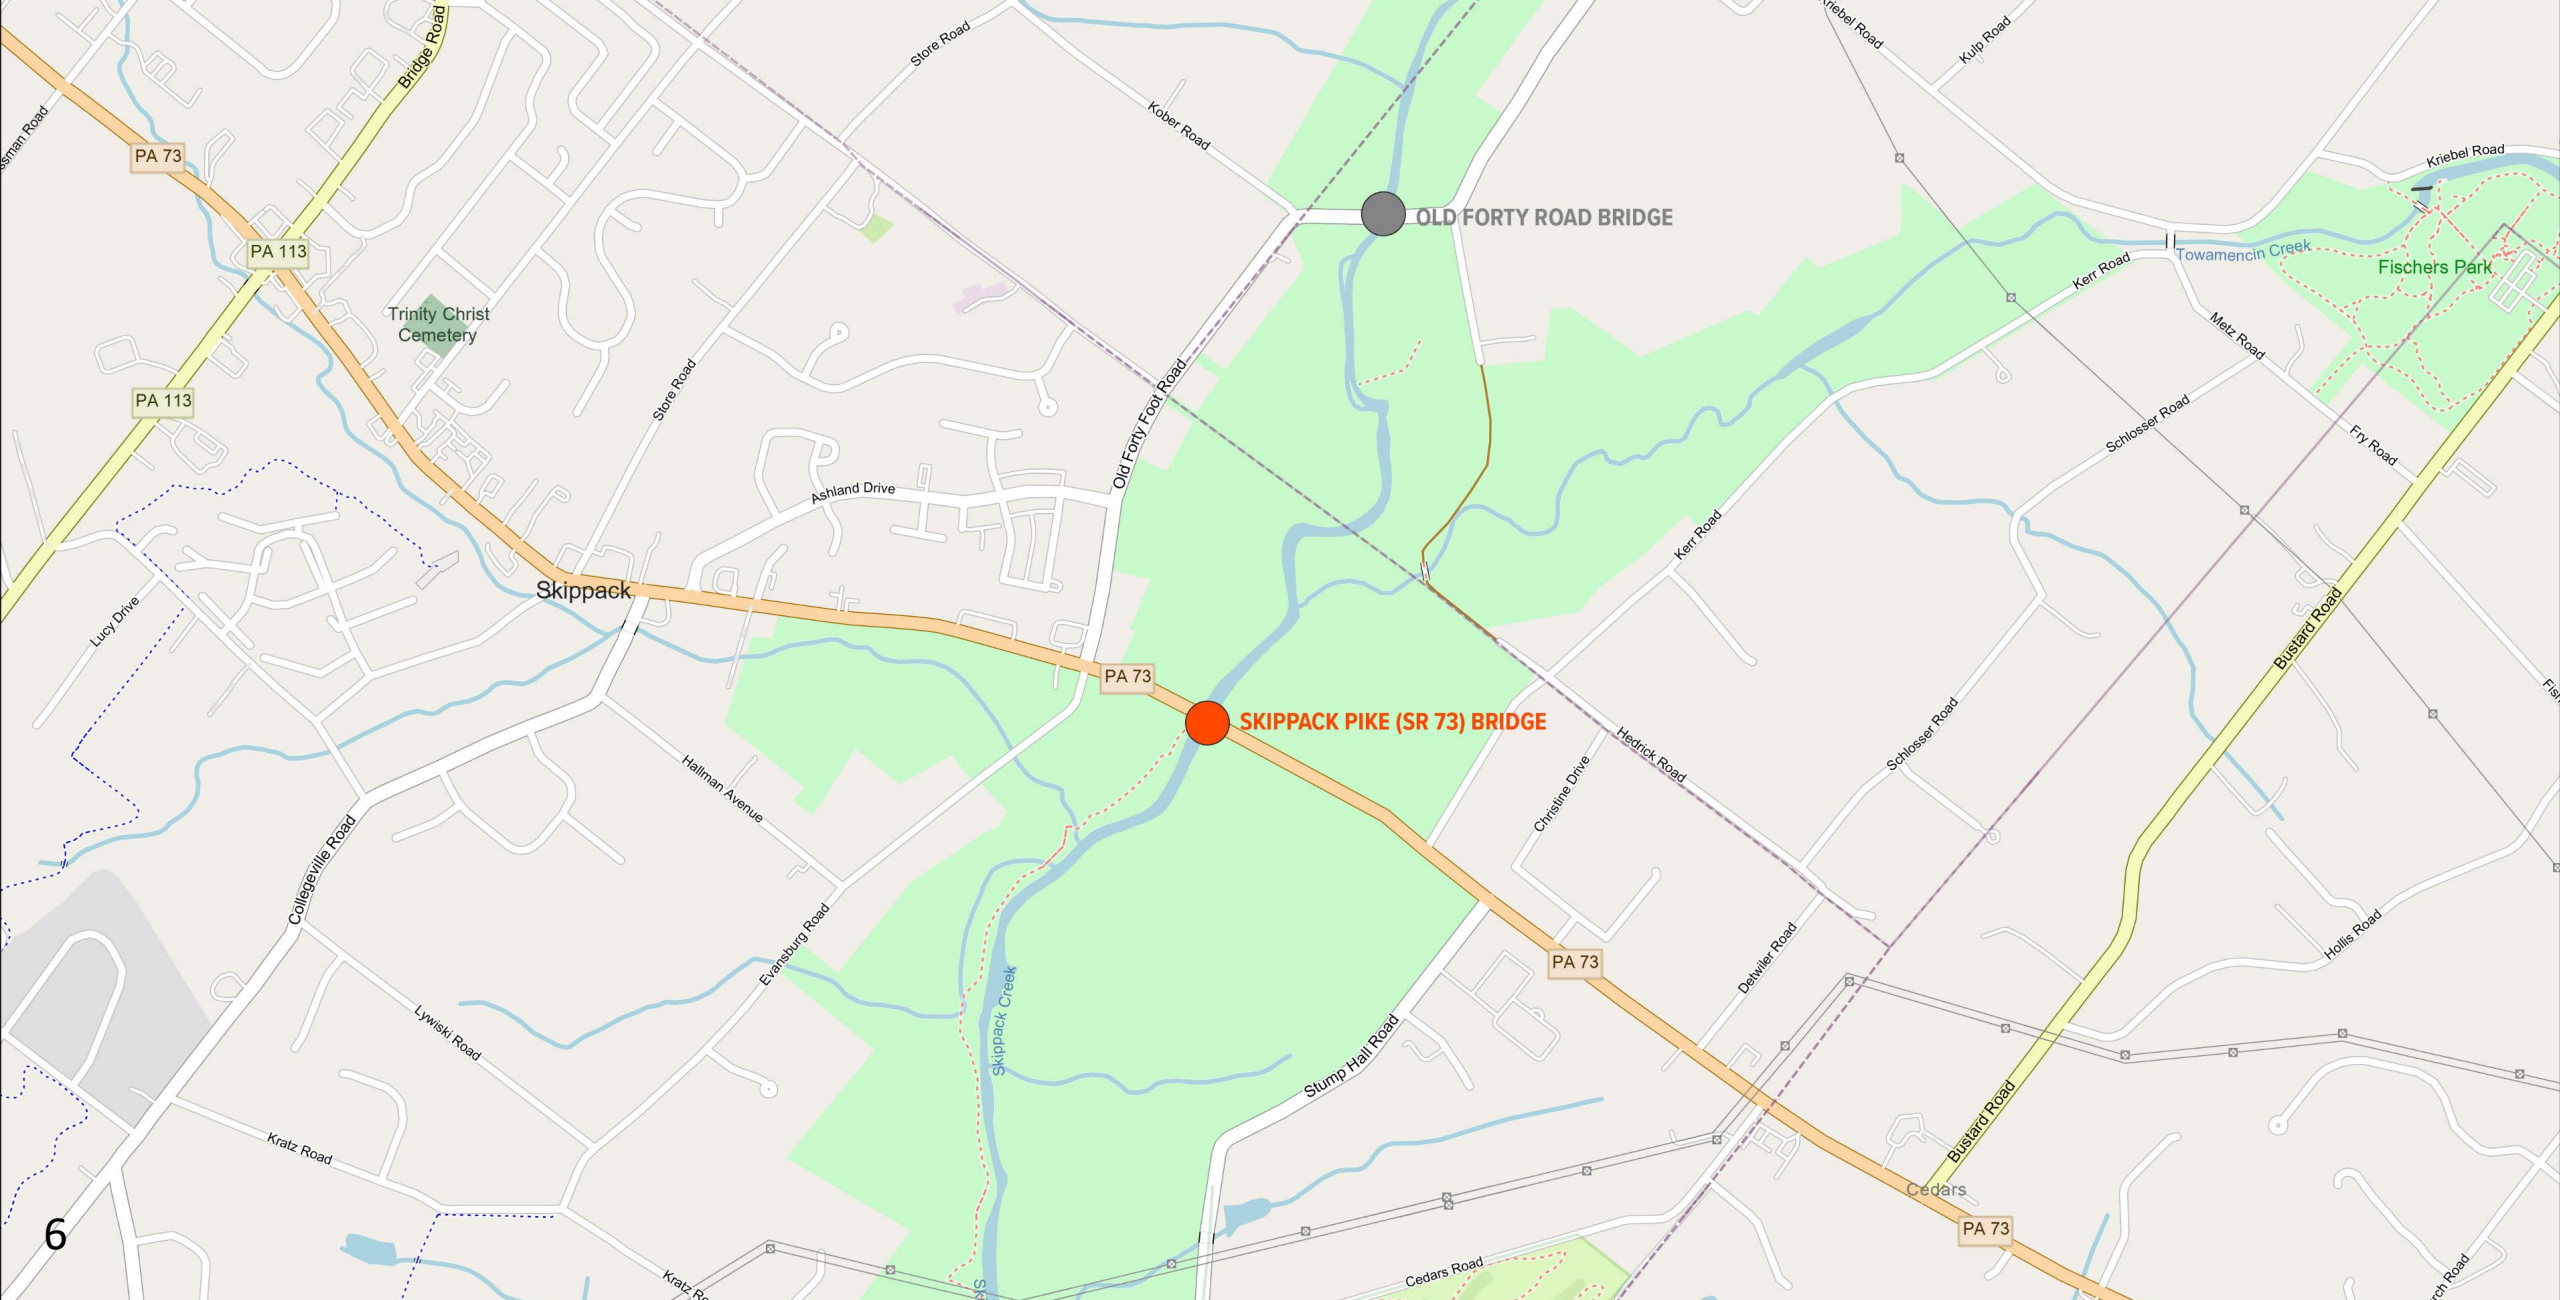 Bridge Road
Store Road
Kriebel Road
Kulp Road
Kober Road
PA 73
Kriebel Road
OLD FORTY ROAD BRIDGE
PA 113
Towamencin Creek
Kerr Road
Fischers Park
Trinity Christ
Cemetery
Metz Road
PA 113
Store Road
Old Forty Foot Road
Schlosser Road
Fry Road
Ashland Drive
Kerr Road
Skippack
Lucy Drive
Bustard Road
PA 73
SKIPPACK PIKE (SR 73) BRIDGE
Hedrick Road
Schlosser Road
Hallman Avenue
Christine Drive
Collegeville Road
Evansburg Road
Hollis Road
Detwiler Road
PA 73
Skippack Creek
Lywiski Road
Stump Hall Road
Kratz Road
Bustard Road
Cedars
6
PA 73
Cedars Road